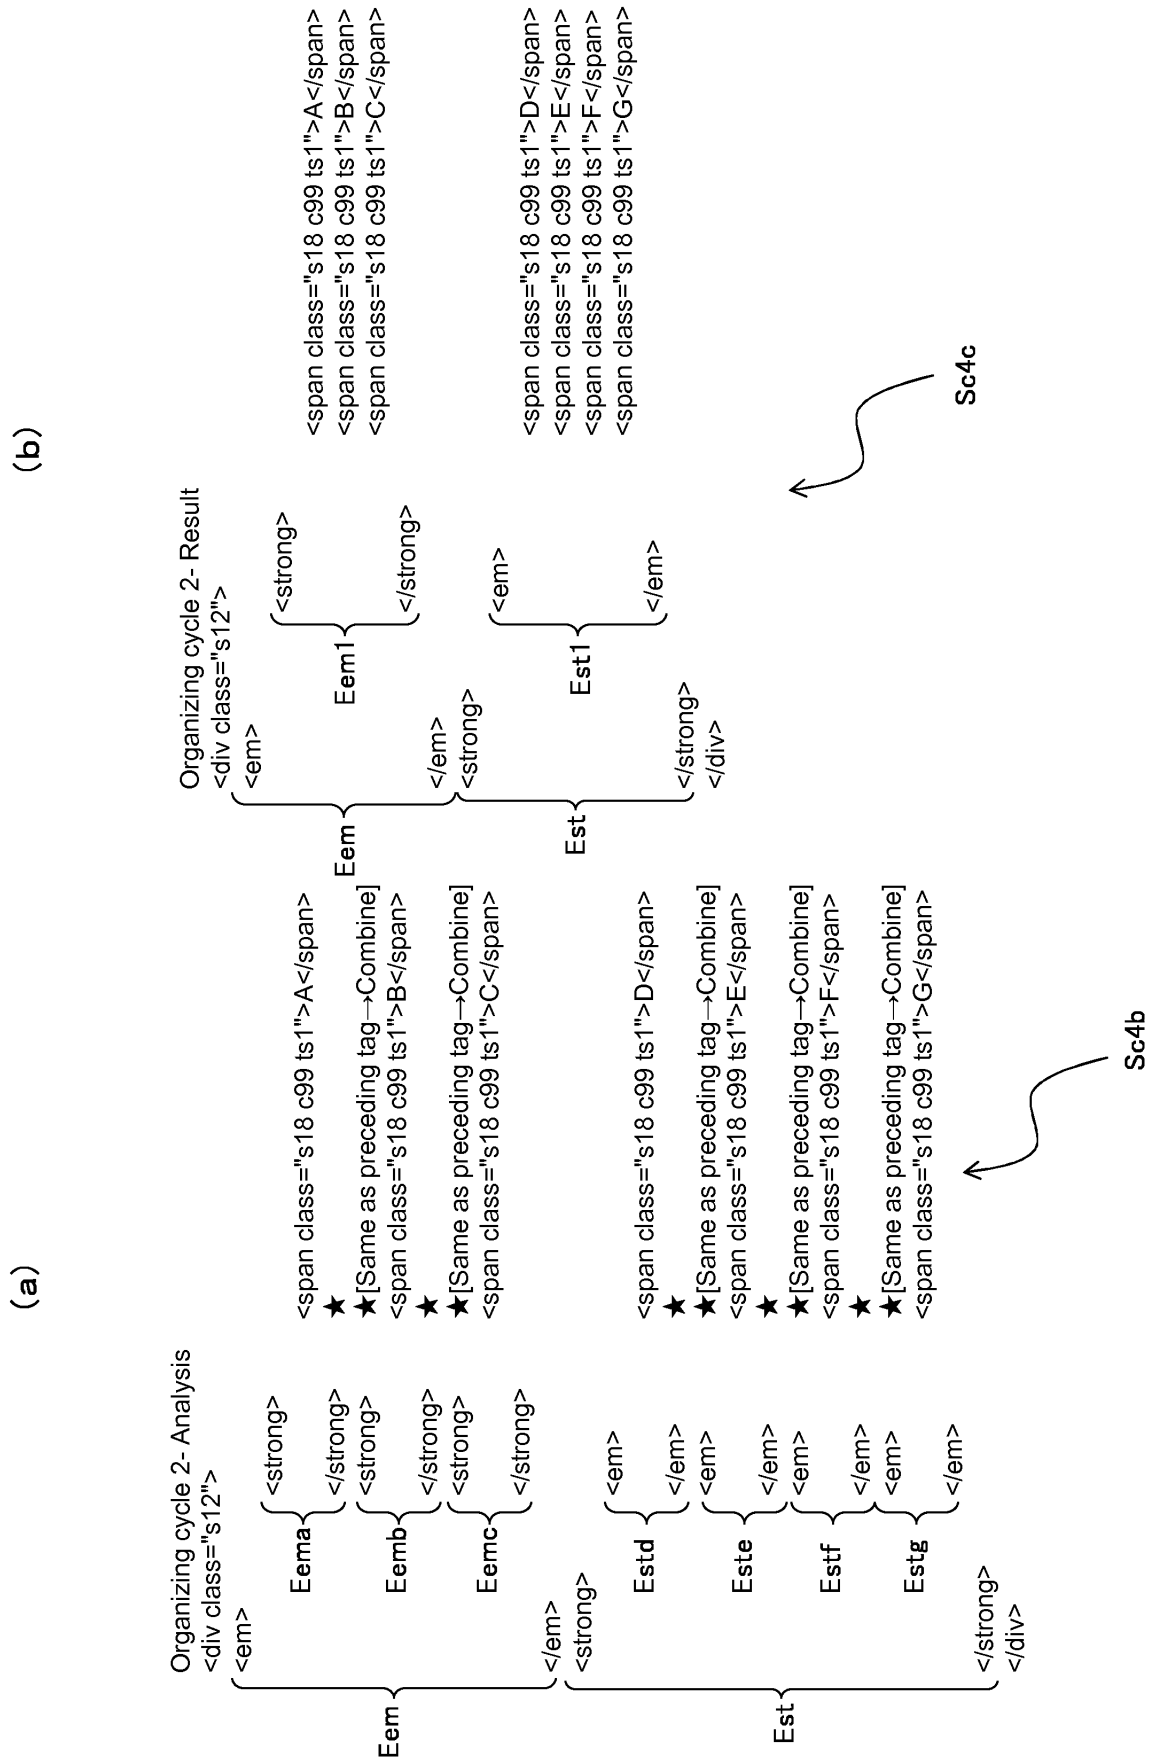 (a)
Organizing cycle 2- Analysis
<div class="s12">
<em>
<strong>
<span class="s18 c99 ts1">A</span>
</strong>★
<strong>★[Same as preceding tag→Combine]
<span class="s18 c99 ts1">B</span>
</strong>★
<strong>★[Same as preceding tag→Combine]
<span class="s18 c99 ts1">C</span>
</strong>
</em>
<strong>
<em>
<span class="s18 c99 ts1">D</span>
</em>★
<em>★[Same as preceding tag→Combine]
<span class="s18 c99 ts1">E</span>
</em>★
<em>★[Same as preceding tag→Combine]
<span class="s18 c99 ts1">F</span>
</em>★
<em>★[Same as preceding tag→Combine]
<span class="s18 c99 ts1">G</span>
</em>
</strong>
</div>
Eem
Eema
Eemb
Eemc
Est
Estd
Este
Estf
Estg
Sc4b
(b)
Organizing cycle 2- Result
<div class="s12">
<em>
<strong>
<span class="s18 c99 ts1">A</span>
<span class="s18 c99 ts1">B</span>
<span class="s18 c99 ts1">C</span>
</strong>
</em>
<strong>
<em>
<span class="s18 c99 ts1">D</span>
<span class="s18 c99 ts1">E</span>
<span class="s18 c99 ts1">F</span>
<span class="s18 c99 ts1">G</span>
</em>
</strong>
</div>
Eem
Eem1
Est
Est1
Sc4c